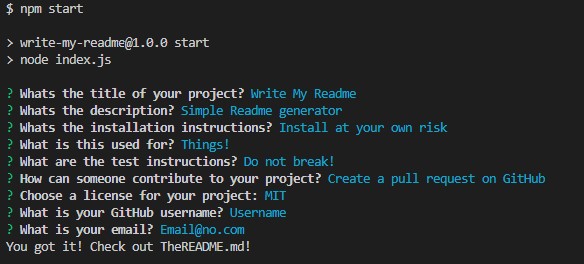 $ npm start
> write-my-readme@1.0.0 start
> node index.js
? Whats the title of your project? Write My Readme
? Whats the description? Simple Readme generator
? Whats the installation instructions? Install at your own risk
? What is this used for? Things!
? What are the test instructions? Do not break!
? How can someone contribute to your project? Create a pull request on GitHub
? Choose a license for your project: MIT
? What is your GitHub username? Username
? What is your email? Email@no.com
You got it! Check out TheREADME.md!